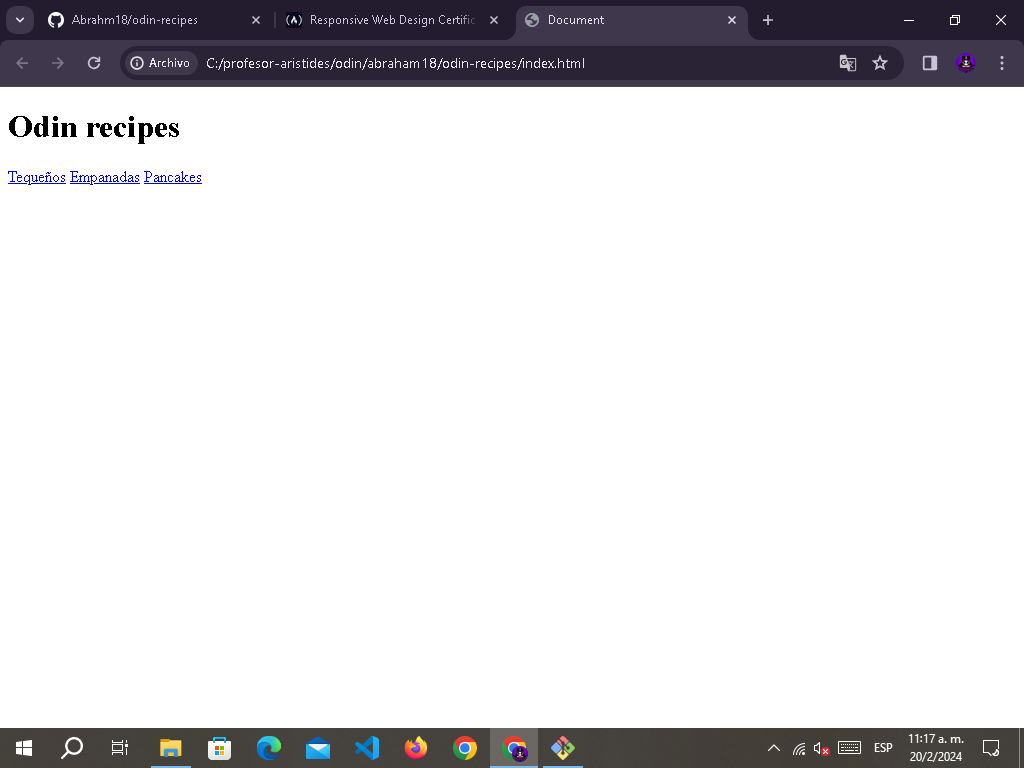 Abrahm18/odin-recipes
Responsive Web Design Certific
Document
Archivo
C:/profesor-aristides/odin/abraham18/odin-recipes/index.html
Odin recipes
Tequeños Empanadas Pancakes
ESP
11:17 a. m.
20/2/2024